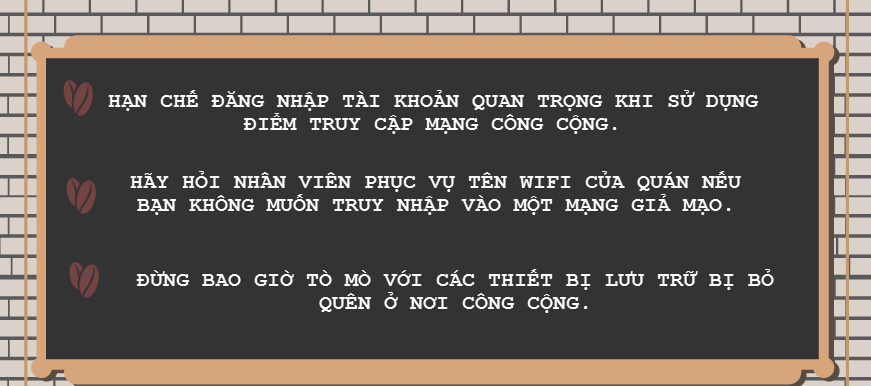 HẠN CHẾ ĐĂNG NHẬP TÀI KHOẢN QUAN TRỌNG KHI SỬ DỤNG
ĐIỂM TRUY CẬP MẠNG CÔNG CỘNG.
HÃY HỎI NHÂN VIÊN PHỤC VỤ TÊN WIFI CỦA QUÁN NẾU
BẠN KHÔNG MUỐN TRUY NHẬP VÀO MỘT MẠNG GIẢ MẠO.
ĐỪNG BAO GIỜ TÒ MÒ VỚI CÁC THIẾT BỊ LƯU TRỮ BỊ BỎ
QUÊN Ở NƠI CÔNG CỘNG.